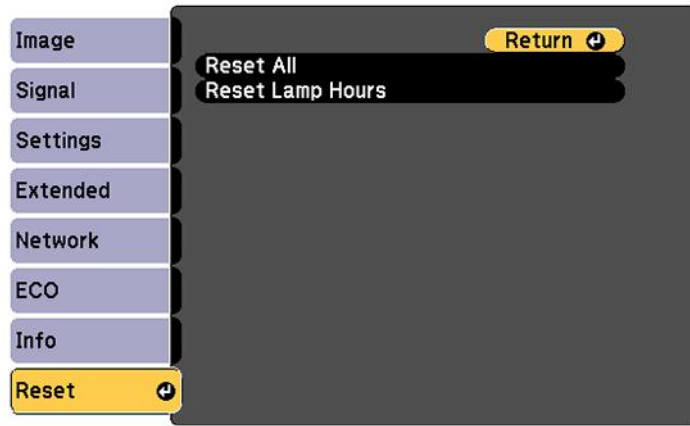 Image
Signal
Settings
Extended
Network
ECO
Info
Reset
Return
Reset All
Reset Lamp Hours